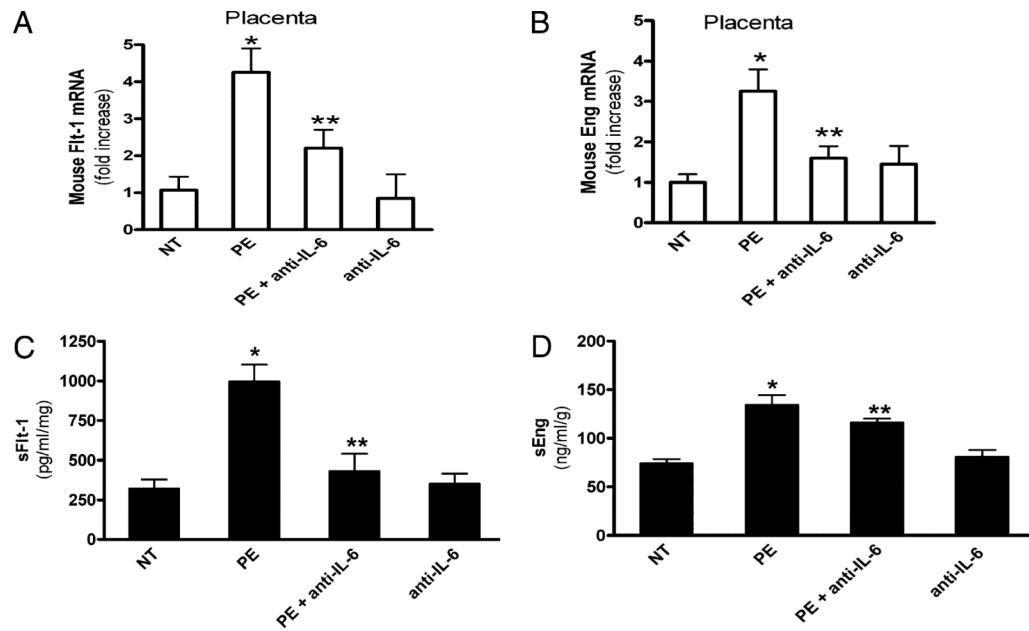 A
Placenta
Mouse Flt-1 mRNA
(fold increase)
5
4
3
2
1
0
*
**
NT
PE
PE + anti-IL-6
anti-IL-6
B
Placenta
Mouse Eng mRNA
(fold increase)
5
4
3
2
1
0
*
**
NT
PE
PE + anti-IL-6
anti-IL-6
C
sFlt-1
(pg/ml/mg)
1250
1000
750
500
250
0
*
**
NT
PE
PE + anti-IL-6
anti-IL-6
D
sEng
(ng/ml/g)
200
150
100
50
0
*
**
NT
PE
PE + anti-IL-6
anti-IL-6